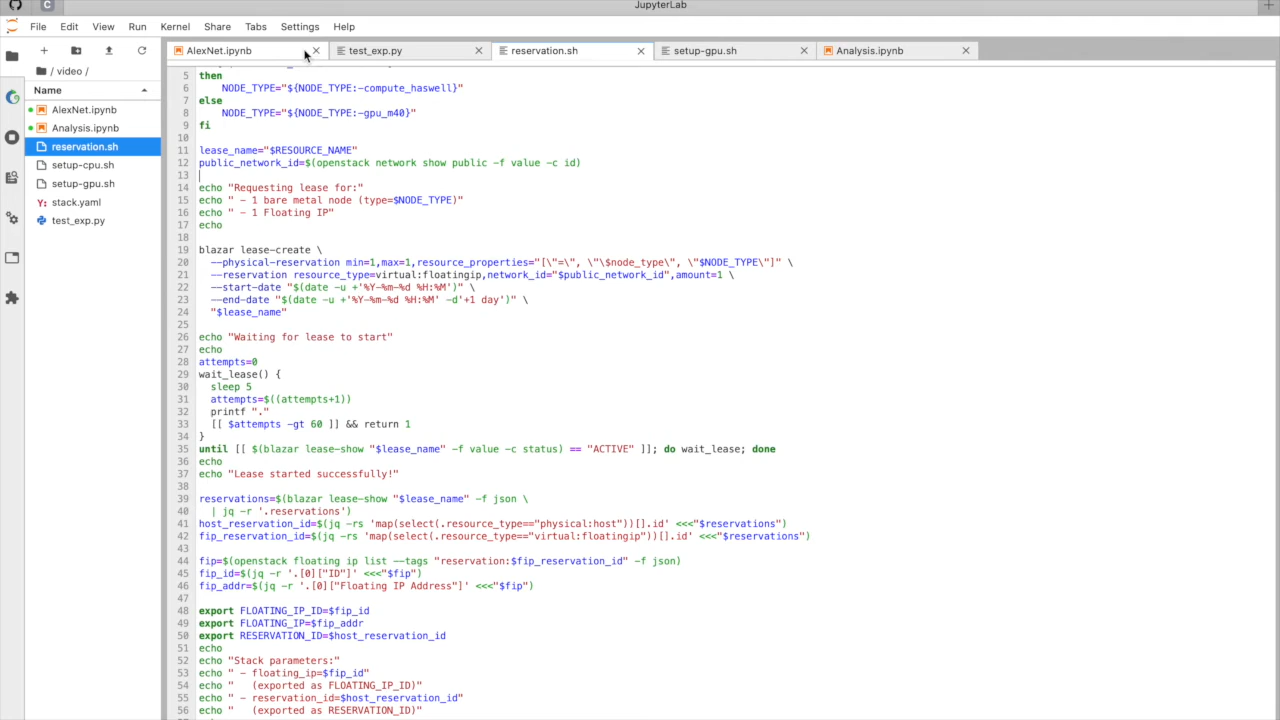 JupyterLab
C
File Edit View Run Kernel Share Tabs Settings Help
AlexNet.ipynb test_exp.py reservation.sh setup-gpu.sh Analysis.ipynb
/ video /
Name
AlexNet.ipynb
Analysis.ipynb
reservation.sh
setup-cpu.sh
setup-gpu.sh
Y: stack.yaml
test_exp.py
5 then
6 NODE_TYPE="${NODE_TYPE:-compute_haswell}"
7 else
8 NODE_TYPE="${NODE_TYPE:-gpu_m40}"
9 fi
10
11 lease_name="$RESOURCE_NAME"
12 public_network_id=$(openstack network show public -f value -c id)
13
14 echo "Requesting lease for:"
15 echo " - 1 bare metal node (type=$NODE_TYPE)"
16 echo " - 1 Floating IP"
17 echo
18
19 blazar lease-create \
20 --physical-reservation min=1,max=1,resource_properties="[\"=\", \"\$node_type\", \"$NODE_TYPE\"]" \
21 --reservation resource_type=virtual:floatingip,network_id="$public_network_id",amount=1 \
22 --start-date "$(date -u +'%Y-%m-%d %H:%M')" \
23 --end-date "$(date -u +'%Y-%m-%d %H:%M' -d'+1 day')" \
24 "$lease_name"
25
26 echo "Waiting for lease to start"
27 echo
28 attempts=0
29 wait_lease() {
30 sleep 5
31 attempts=$((attempts+1))
32 printf "."
33 [[ $attempts -gt 60 ]] && return 1
34 }
35 until [[ $(blazar lease-show "$lease_name" -f value -c status) == "ACTIVE" ]]; do wait_lease; done
36 echo
37 echo "Lease started successfully!"
38
39 reservations=$(blazar lease-show "$lease_name" -f json \
40 | jq -r '.reservations')
41 host_reservation_id=$(jq -rs 'map(select(.resource_type=="physical:host"))[].id' <<<"$reservations")
42 fip_reservation_id=$(jq -rs 'map(select(.resource_type=="virtual:floatingip"))[].id' <<<"$reservations")
43
44 fip=$(openstack floating ip list --tags "reservation:$fip_reservation_id" -f json)
45 fip_id=$(jq -r '.[0]["ID"]' <<<"$fip")
46 fip_addr=$(jq -r '.[0]["Floating IP Address"]' <<<"$fip")
47
48 export FLOATING_IP_ID=$fip_id
49 export FLOATING_IP=$fip_addr
50 export RESERVATION_ID=$host_reservation_id
51 echo
52 echo "Stack parameters:"
53 echo " - floating_ip=$fip_id"
54 echo " (exported as FLOATING_IP_ID)"
55 echo " - reservation_id=$host_reservation_id"
56 echo " (exported as RESERVATION_ID)"